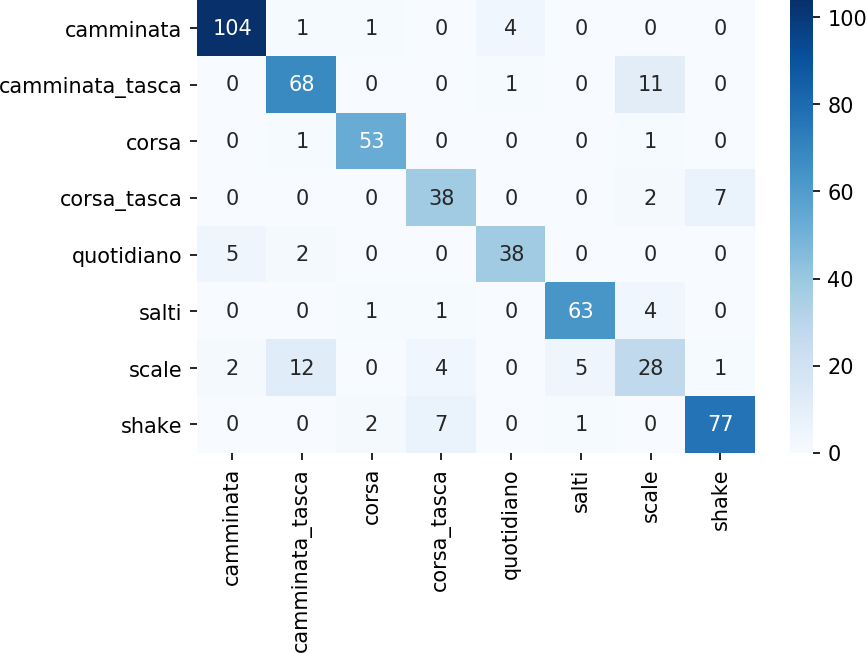 camminata 104 1 1 0 4 0 0 0
camminata_tasca 0 68 0 0 1 0 11 0
corsa 0 1 53 0 0 0 1 0
corsa_tasca 0 0 0 38 0 0 2 7
quotidiano 5 2 0 0 38 0 0 0
salti 0 0 1 1 0 63 4 0
scale 2 12 0 4 0 5 28 1
shake 0 0 2 7 0 1 0 77
camminata
camminata_tasca
corsa
corsa_tasca
quotidiano
salti
scale
shake
100
80
60
40
20
0